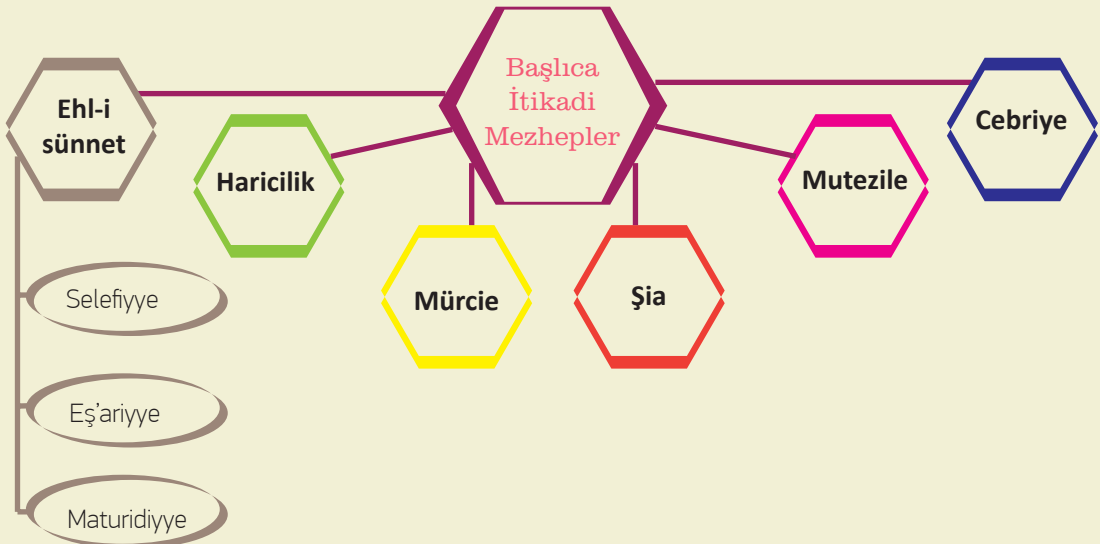 Başlıca
İtikadi
Mezhepler
Ehl-i
sünnet
Haricilik
Mürcie
Şia
Mutezile
Cebriye
Selefiyye
Eş'ariyye
Maturidiyye